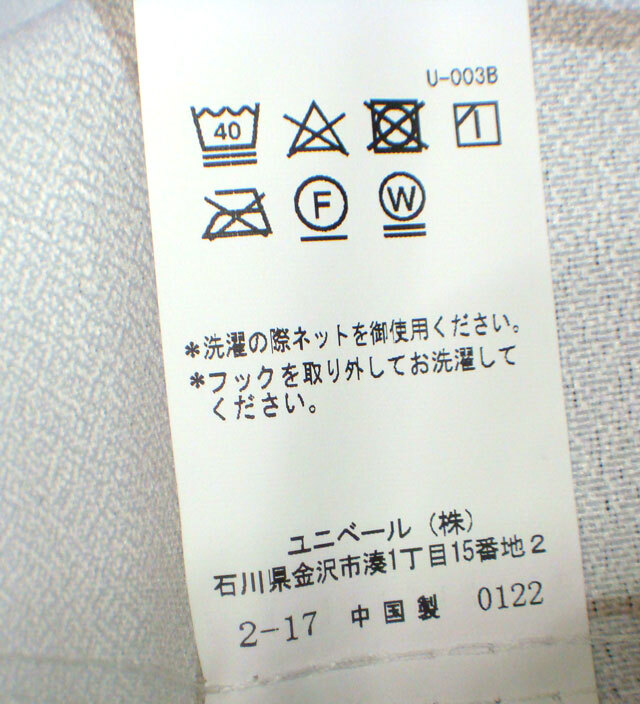 U-003B
40
F W
*洗濯の際ネットを御使用ください。
*フックを取り外してお洗濯して
ください。
ユニベール（株）
石川県金沢市湊1丁目15番地2
2-17 中国製 0122